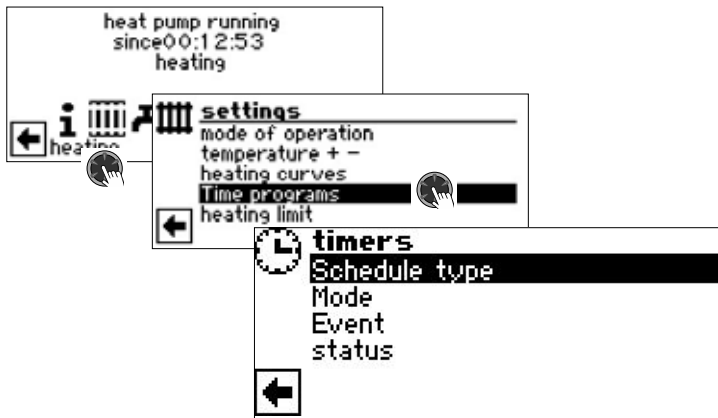 heat pump running
since00:12:53
heating
heating
settings
mode of operation
temperature + -
heating curves
Time programs
heating limit
timers
Schedule type
Mode
Event
status